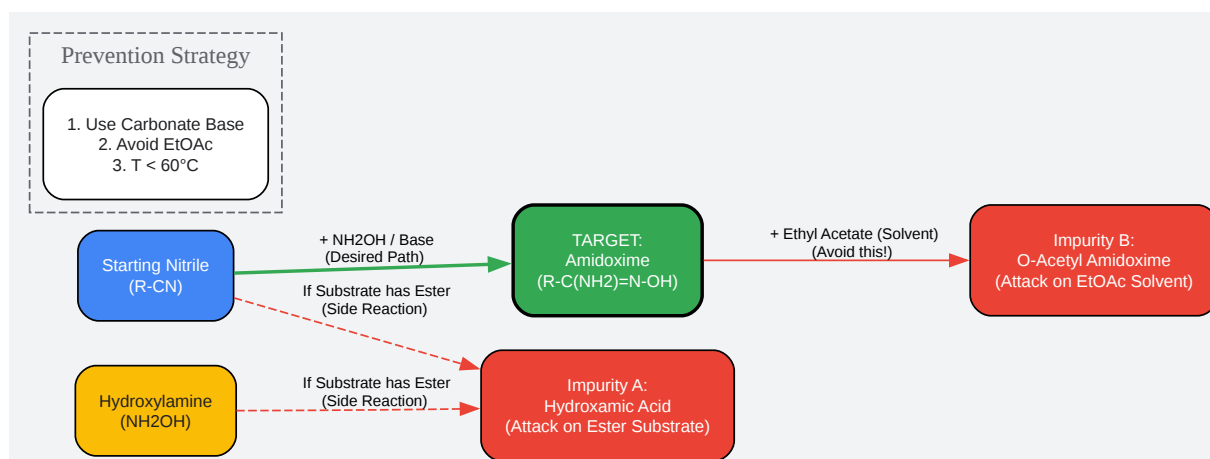 Prevention Strategy
1. Use Carbonate Base
2. Avoid EtOAc
3. T < 60°C
Starting Nitrile
(R-CN)
+ NH2OH / Base
(Desired Path)
TARGET:
Amidoxime
(R-C(NH2)=N-OH)
+ Ethyl Acetate (Solvent)
(Avoid this!)
Impurity B:
O-Acetyl Amidoxime
(Attack on EtOAc Solvent)
If Substrate has Ester
(Side Reaction)
Hydroxylamine
(NH2OH)
If Substrate has Ester
(Side Reaction)
Impurity A:
Hydroxamic Acid
(Attack on Ester Substrate)